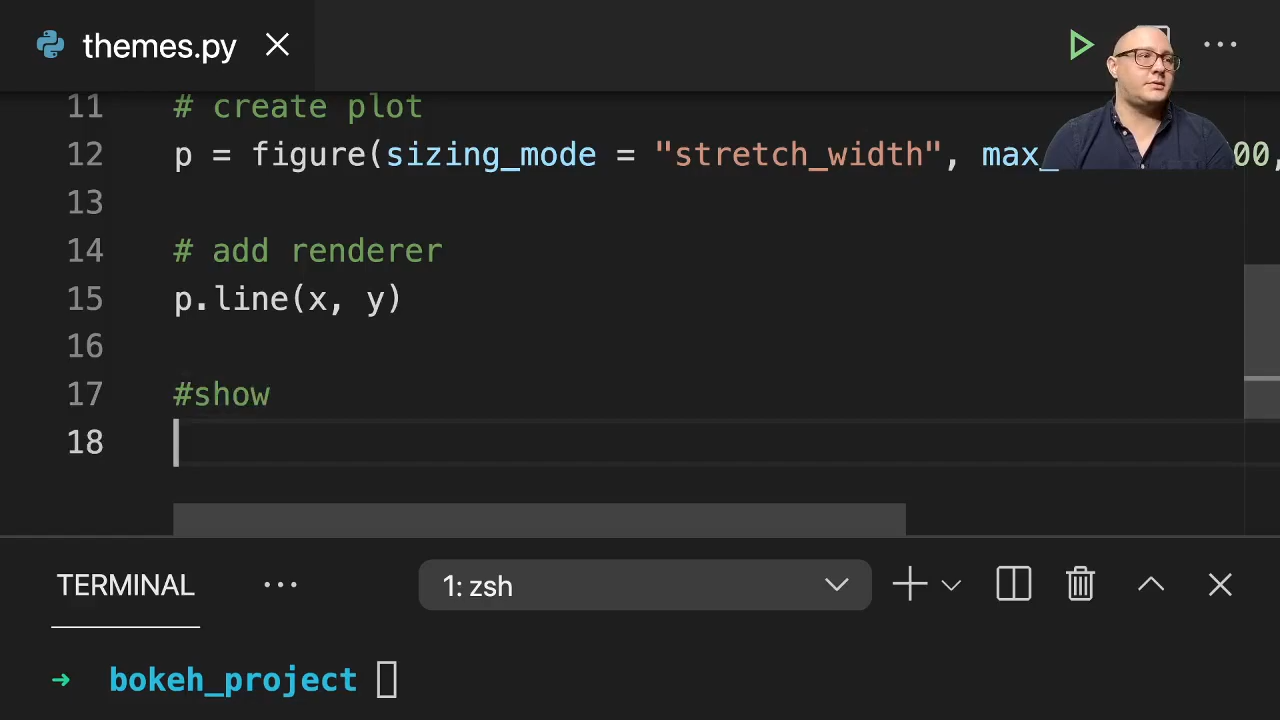 themes.py
11 # create plot
12 p = figure(sizing_mode = "stretch_width", max_ 00,
13
14 # add renderer
15 p.line(x, y)
16
17 #show
18
TERMINAL ... 1: zsh
→ bokeh_project